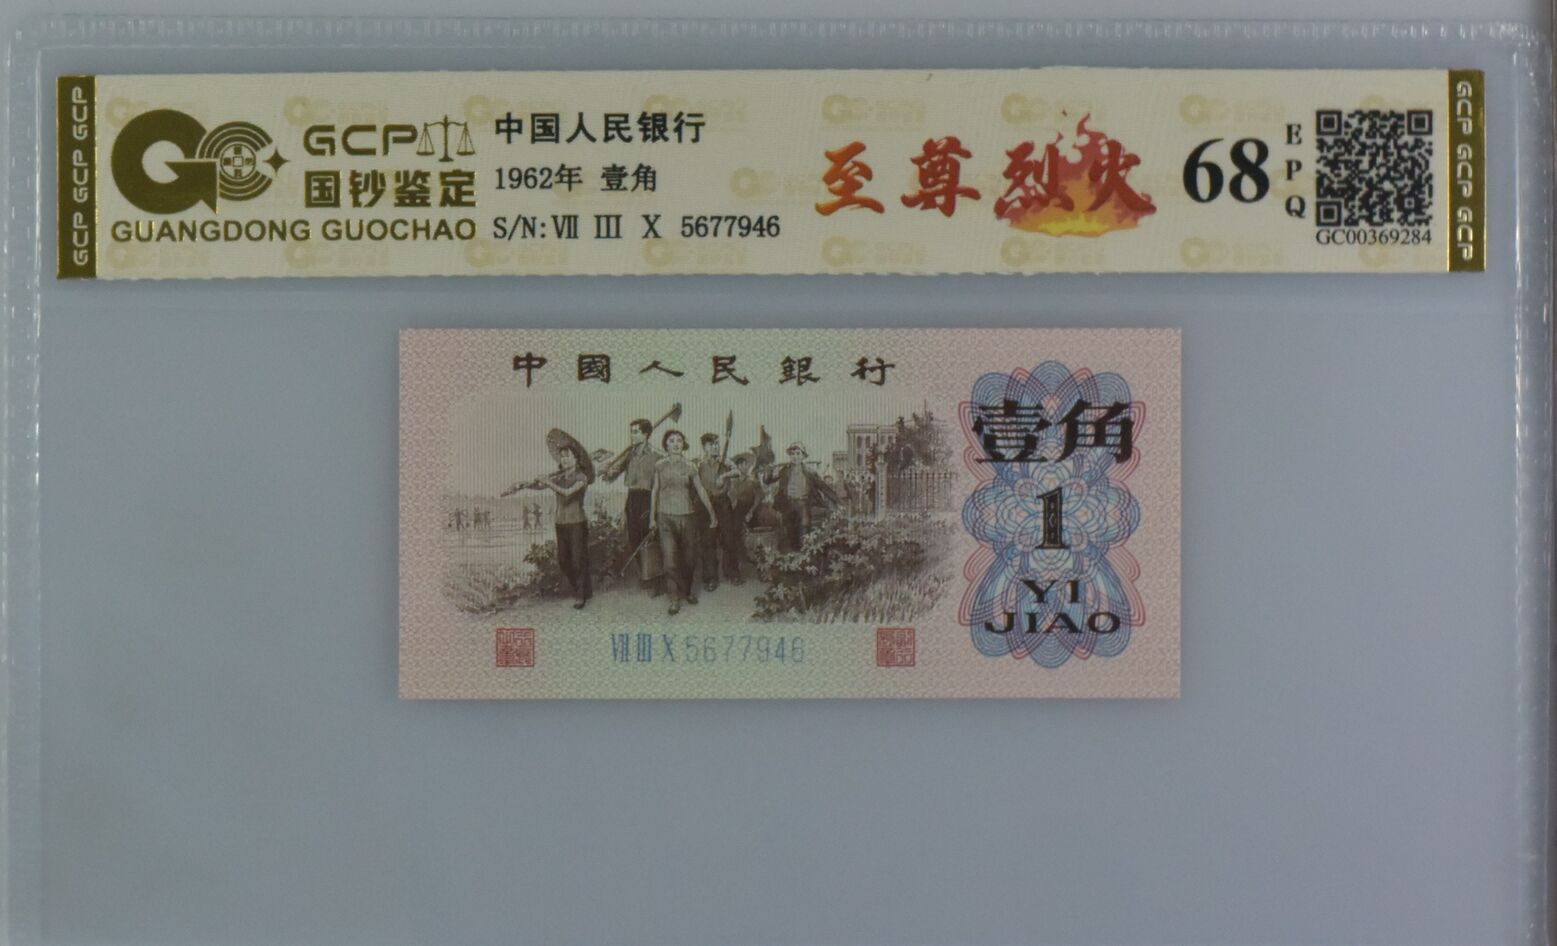 GCP GCP GCP
GCP
国钞鉴定
GUANGDONG GUOCHAO
中国人民银行
1962年 壹角
S/N: VII III X 5677946
至尊烈火
68
EPQ
GC00369284
GCP GCP GCP
中國人民銀行
壹角
1
YI
JIAO
VII III X 5677946